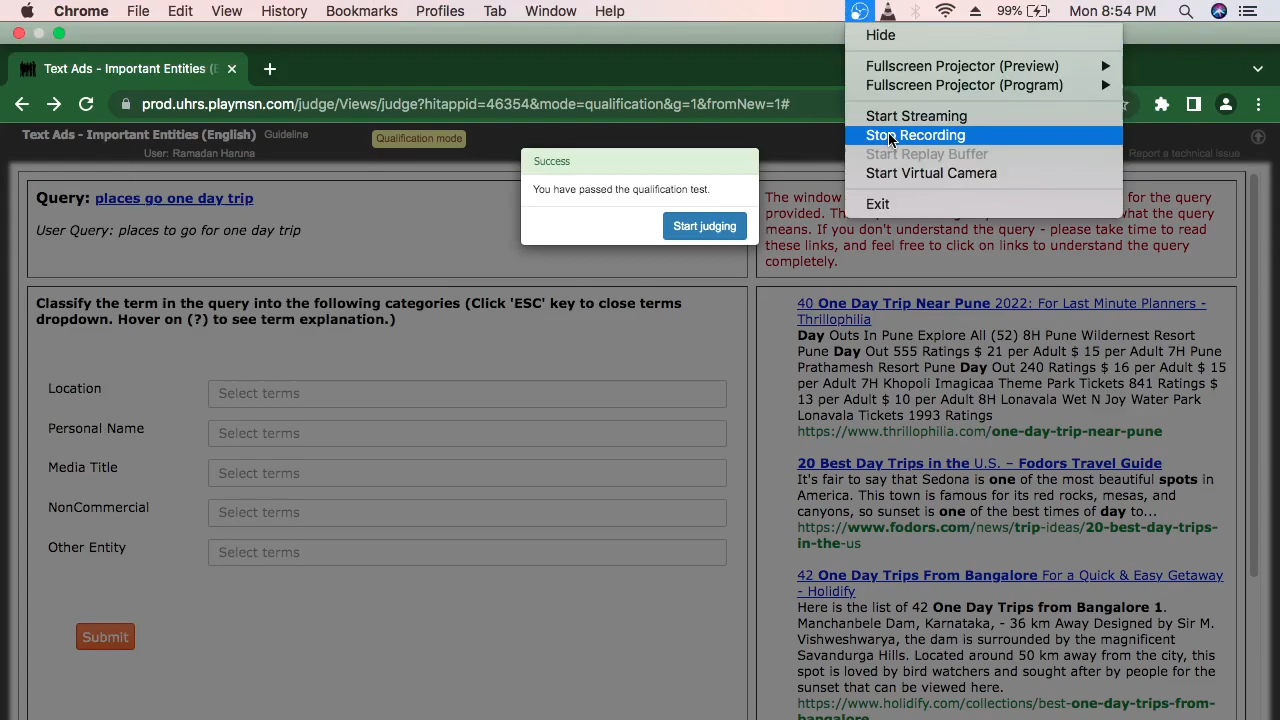 Chrome File Edit View History Bookmarks Profiles Tab Window Help
99% Mon 8:54 PM
Hide
Fullscreen Projector (Preview)
Fullscreen Projector (Program)
Start Streaming
Stop Recording
Start Replay Buffer
Start Virtual Camera
Exit
Text Ads - Important Entities (E
prod.uhrs.playmsn.com/judge/Views/judge?hitappid=46354&mode=qualification&g=1&fromNew=1#
Text Ads - Important Entities (English) Guideline
Qualification mode
User: Ramadan Haruna
Report a technical issue
Success
You have passed the qualification test.
Start judging
Query: places go one day trip
User Query: places to go for one day trip
The window
for the query
provided. T
what the query
means. If you don't understand the query - please take time to read
these links, and feel free to click on links to understand the query
completely.
Classify the term in the query into the following categories (Click 'ESC' key to close terms
dropdown. Hover on (?) to see term explanation.)
Location Select terms
Personal Name Select terms
Media Title Select terms
NonCommercial Select terms
Other Entity Select terms
Submit
40 One Day Trip Near Pune 2022: For Last Minute Planners -
Thrillophilia
Day Outs In Pune Explore All (52) 8H Pune Wildernest Resort
Pune Day Out 555 Ratings $ 21 per Adult $ 15 per Adult 7H Pune
Prathamesh Resort Pune Day Out 240 Ratings $ 16 per Adult $ 15
per Adult 7H Khopoli Imagicaa Theme Park Tickets 841 Ratings $
13 per Adult $ 10 per Adult 8H Lonavala Wet N Joy Water Park
Lonavala Tickets 1993 Ratings
https://www.thrillophilia.com/one-day-trip-near-pune
20 Best Day Trips in the U.S. – Fodors Travel Guide
It's fair to say that Sedona is one of the most beautiful spots in
America. This town is famous for its red rocks, mesas, and
canyons, so sunset is one of the best times of day to...
https://www.fodors.com/news/trip-ideas/20-best-day-trips-
in-the-us
42 One Day Trips From Bangalore For a Quick & Easy Getaway
- Holidify
Here is the list of 42 One Day Trips from Bangalore 1.
Manchanbele Dam, Karnataka, - 36 km Away Designed by Sir M.
Vishweshwarya, the dam is surrounded by the magnificent
Savandurga Hills. Located around 50 km away from the city, this
spot is loved by bird watchers and sought after by people for the
sunset that can be viewed here.
https://www.holidify.com/collections/best-one-day-trips-from-
bangalore